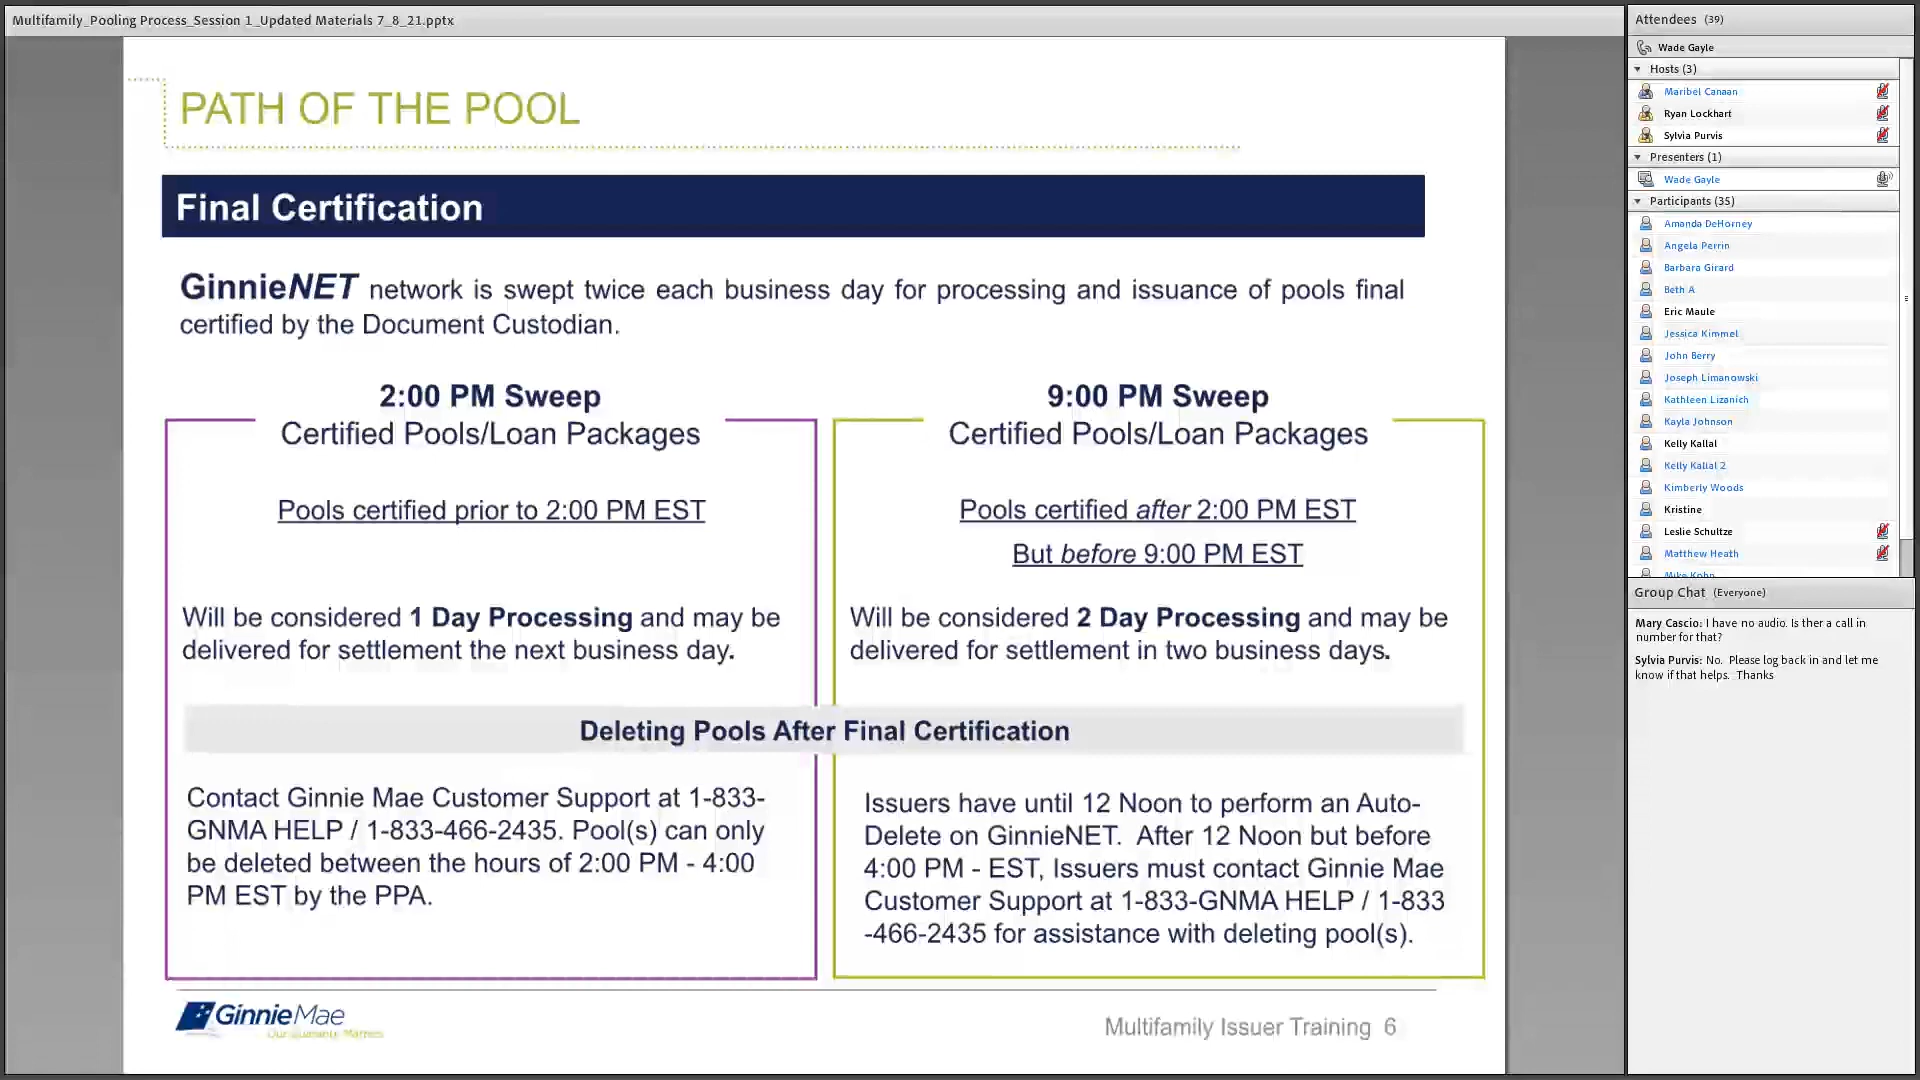 Multifamily_Pooling Process_Session 1_Updated Materials 7_8_21.pptx
PATH OF THE POOL
Final Certification
GinnieNET network is swept twice each business day for processing and issuance of pools final
certified by the Document Custodian.
2:00 PM Sweep
Certified Pools/Loan Packages
Pools certified prior to 2:00 PM EST
Will be considered 1 Day Processing and may be
delivered for settlement the next business day.
9:00 PM Sweep
Certified Pools/Loan Packages
Pools certified after 2:00 PM EST
But before 9:00 PM EST
Will be considered 2 Day Processing and may be
delivered for settlement in two business days.
Deleting Pools After Final Certification
Contact Ginnie Mae Customer Support at 1-833-
GNMA HELP / 1-833-466-2435. Pool(s) can only
be deleted between the hours of 2:00 PM - 4:00
PM EST by the PPA.
Issuers have until 12 Noon to perform an Auto-
Delete on GinnieNET. After 12 Noon but before
4:00 PM - EST, Issuers must contact Ginnie Mae
Customer Support at 1-833-GNMA HELP / 1-833
-466-2435 for assistance with deleting pool(s).
GinnieMae
Our Guaranty Matters
Multifamily Issuer Training 6
Attendees (39)
Wade Gayle
Hosts (3)
Maribel Canaan
Ryan Lockhart
Sylvia Purvis
Presenters (1)
Wade Gayle
Participants (35)
Amanda DeHorney
Angela Perrin
Barbara Girard
Beth A
Eric Maule
Jessica Kimmel
John Berry
Joseph Limanowski
Kathleen Lizanich
Kayla Johnson
Kelly Kallal
Kelly Kallal 2
Kimberly Woods
Kristine
Leslie Schultze
Matthew Heath
Group Chat (Everyone)
Mary Cascio: I have no audio. Is ther a call in
number for that?
Sylvia Purvis: No. Please log back in and let me
know if that helps. Thanks